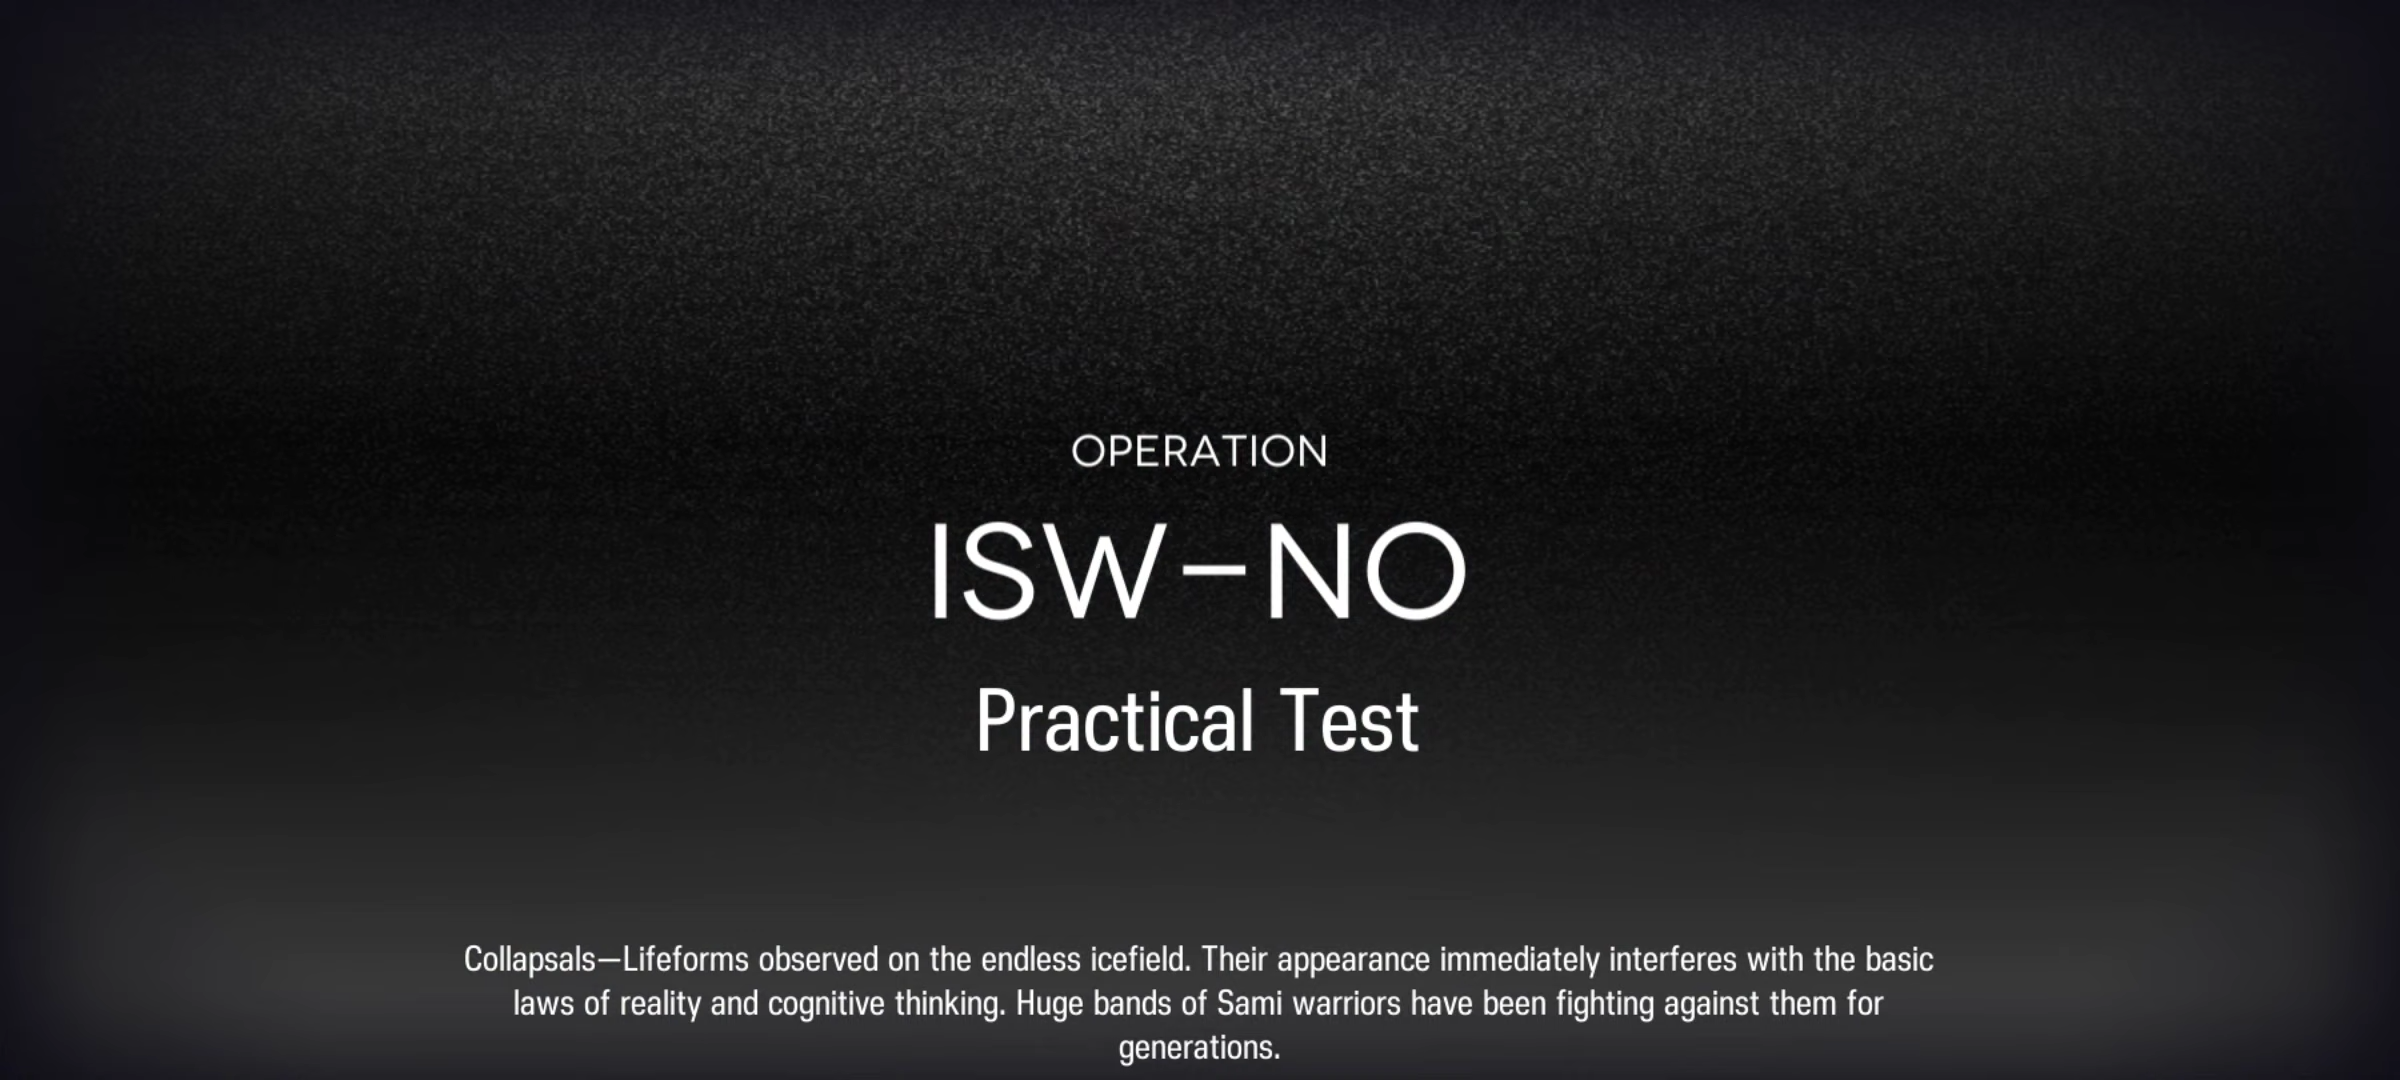 OPERATION
ISW-NO
Practical Test
Collapsals—Lifeforms observed on the endless icefield. Their appearance immediately interferes with the basic
laws of reality and cognitive thinking. Huge bands of Sami warriors have been fighting against them for
generations.